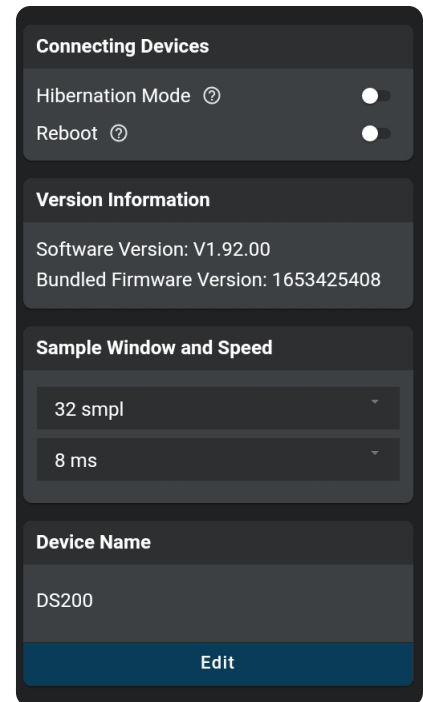 Connecting Devices
Hibernation Mode
Reboot
Version Information
Software Version: V1.92.00
Bundled Firmware Version: 1653425408
Sample Window and Speed
32 smpl
8 ms
Device Name
DS200
Edit